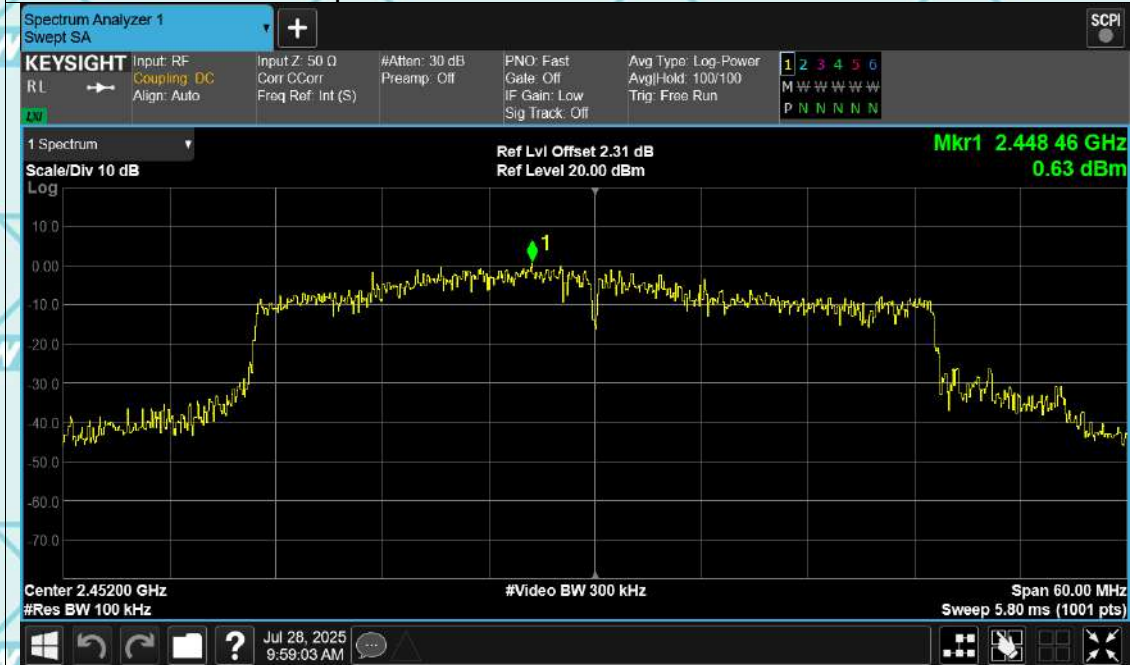 Spectrum Analyzer 1
Swept SA
+
SCPI
KEYSIGHT
RL
LXI
Input: RF
Coupling: DC
Align: Auto
Input Z: 50 Ω
Corr CCorr
Freq Ref: Int (S)
#Atten: 30 dB
Preamp: Off
PNO: Fast
Gate: Off
IF Gain: Low
Sig Track: Off
Avg Type: Log-Power
Avg|Hold: 100/100
Trig: Free Run
1 2 3 4 5 6
M W W W W W
P N N N N N
1 Spectrum
Scale/Div 10 dB
Log
Ref Lvl Offset 2.31 dB
Ref Level 20.00 dBm
Mkr1 2.448 46 GHz
0.63 dBm
1
10.0
0.00
-10.0
-20.0
-30.0
-40.0
-50.0
-60.0
-70.0
Center 2.45200 GHz
#Res BW 100 kHz
#Video BW 300 kHz
Span 60.00 MHz
Sweep 5.80 ms (1001 pts)
?
Jul 28, 2025
9:59:03 AM